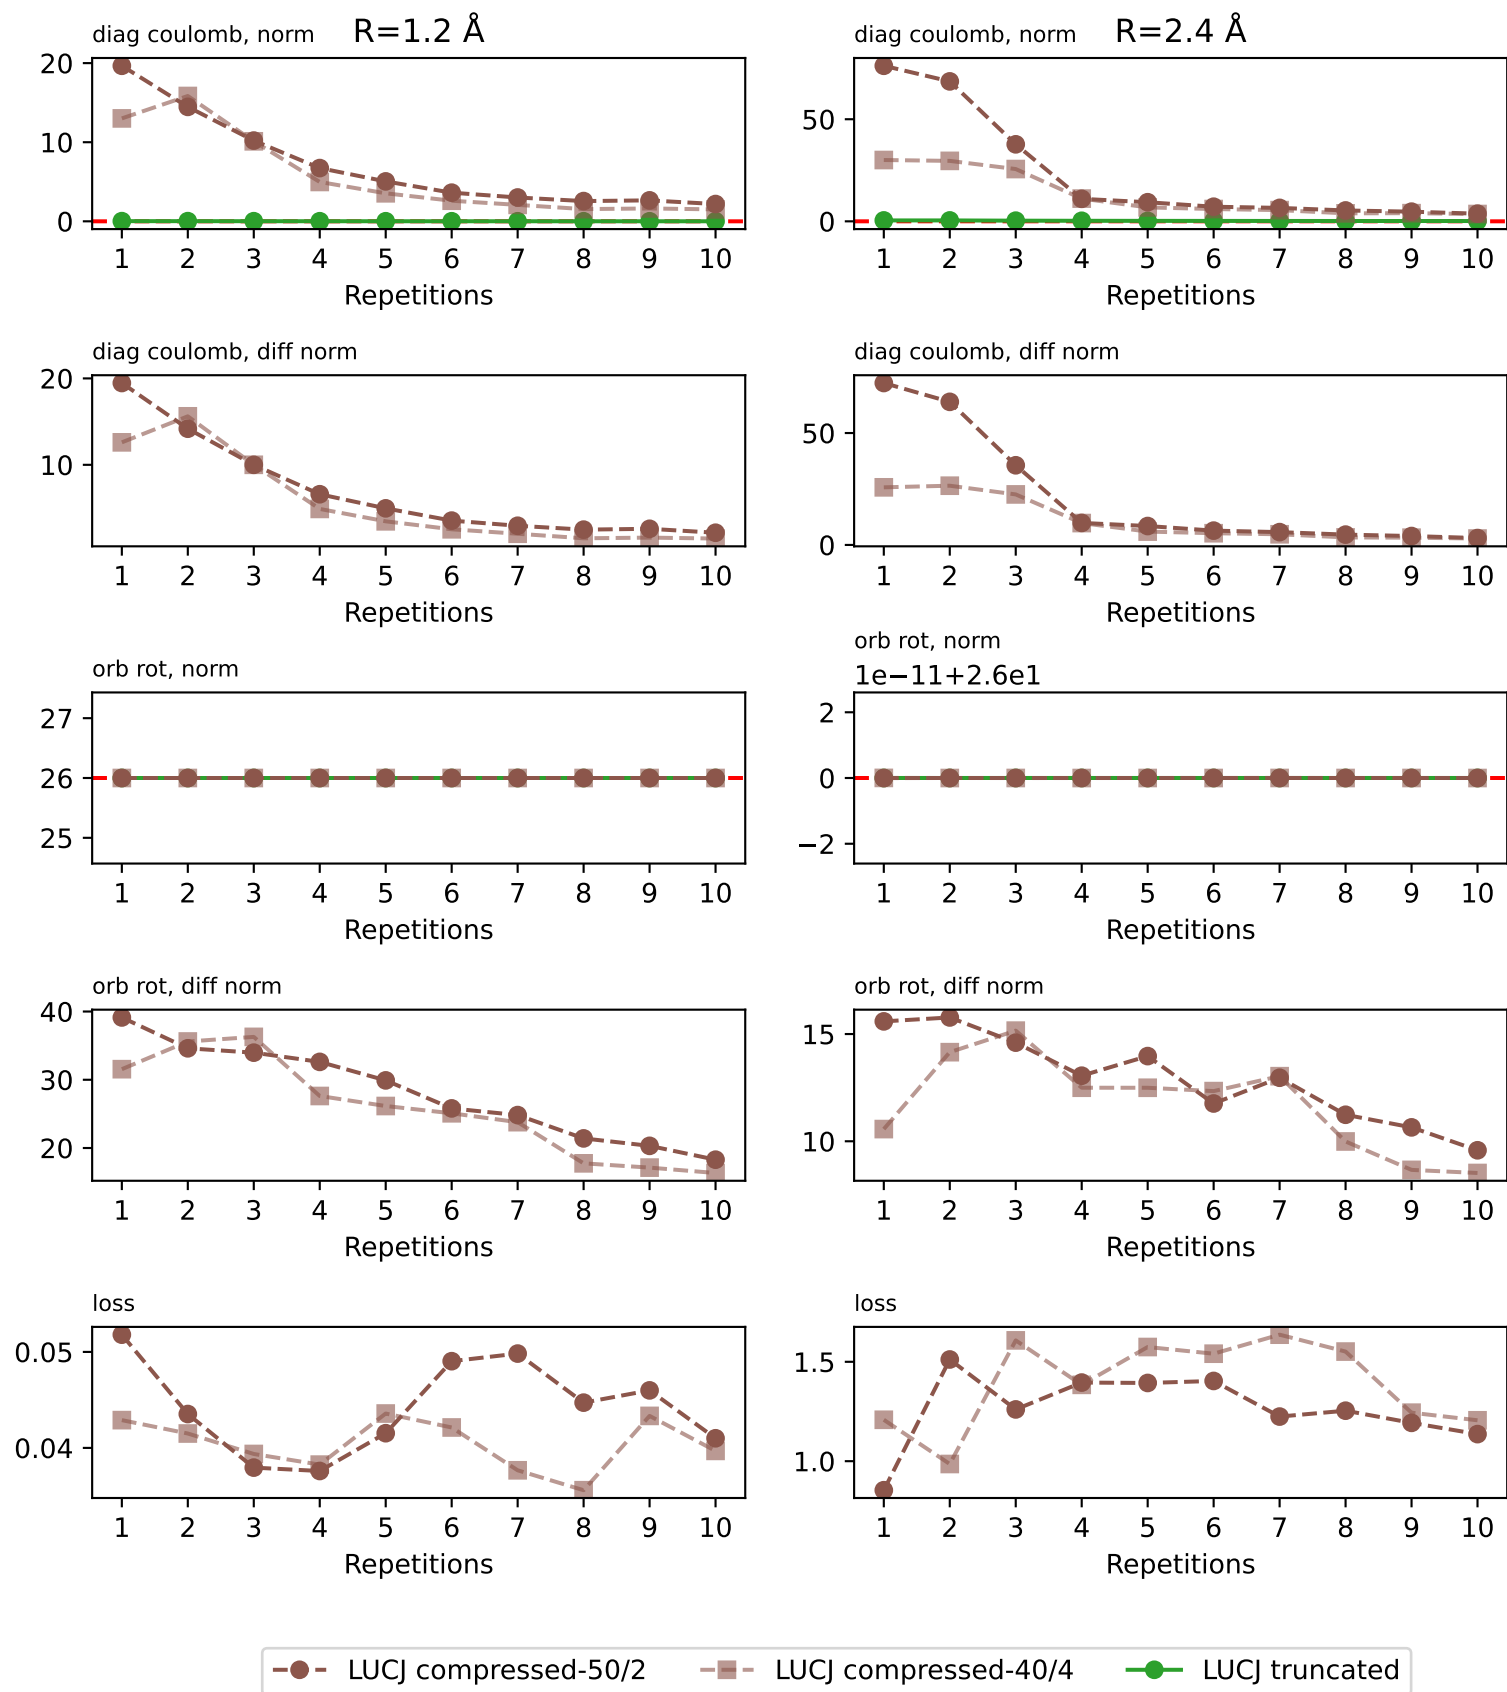 diag coulomb, norm R=1.2 Å
20
10
0
1 2 3 4 5 6 7 8 9 10
Repetitions
diag coulomb, norm R=2.4 Å
50
0
1 2 3 4 5 6 7 8 9 10
Repetitions
diag coulomb, diff norm
20
10
1 2 3 4 5 6 7 8 9 10
Repetitions
diag coulomb, diff norm
50
0
1 2 3 4 5 6 7 8 9 10
Repetitions
orb rot, norm
27
26
25
1 2 3 4 5 6 7 8 9 10
Repetitions
orb rot, norm
1e−11+2.6e1
2
0
−2
1 2 3 4 5 6 7 8 9 10
Repetitions
orb rot, diff norm
40
30
20
1 2 3 4 5 6 7 8 9 10
Repetitions
orb rot, diff norm
15
10
1 2 3 4 5 6 7 8 9 10
Repetitions
loss
0.05
0.04
1 2 3 4 5 6 7 8 9 10
Repetitions
loss
1.5
1.0
1 2 3 4 5 6 7 8 9 10
Repetitions
LUCJ compressed-50/2 LUCJ compressed-40/4 LUCJ truncated